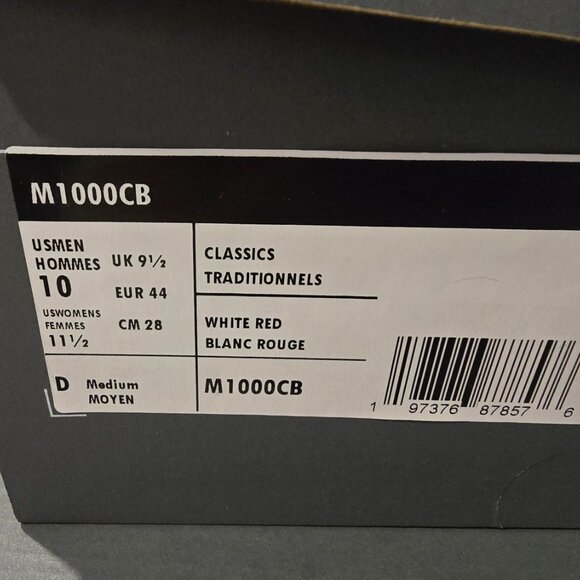 M1000CB
USMEN
HOMMES
10
USWOMENS
FEMMES
11½
UK 9½
EUR 44
CM 28
D Medium
MOYEN
CLASSICS
TRADITIONNELS
WHITE RED
BLANC ROUGE
M1000CB
1 97376 87857 6